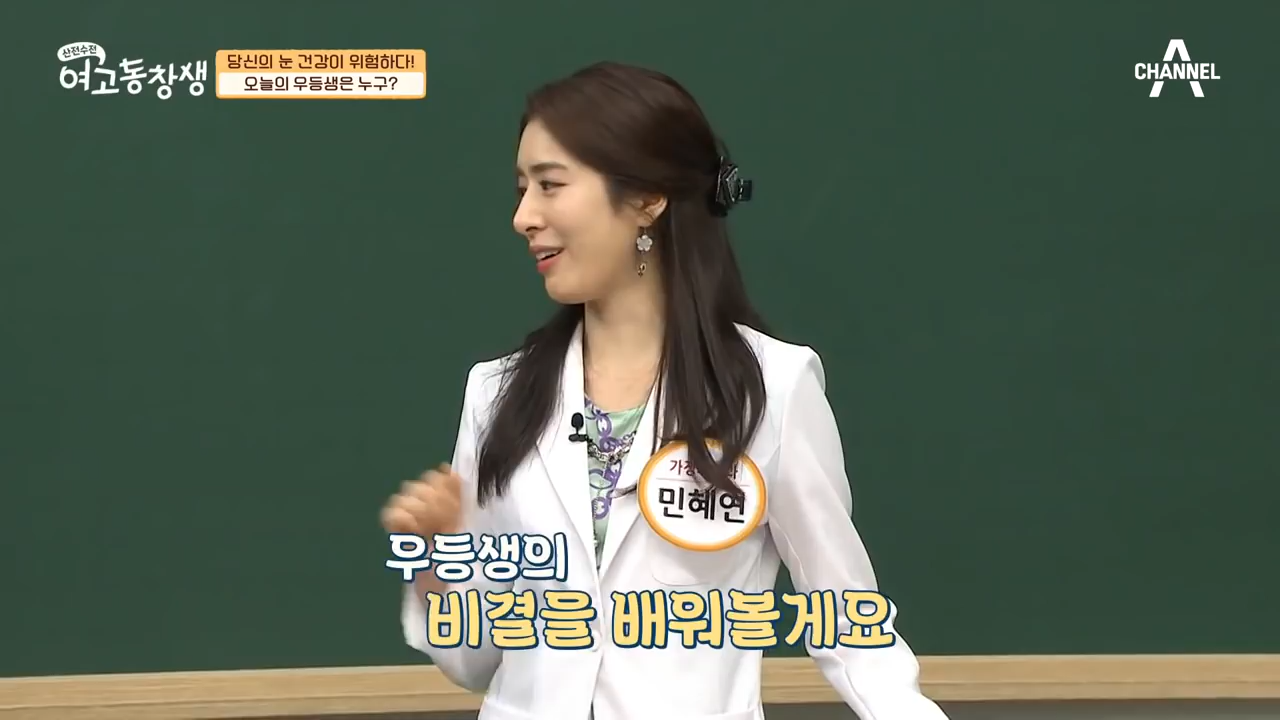 산전수전
여고동창생
당신의 눈 건강이 위험하다!
오늘의 우등생은 누구?
CHANNEL A
민혜연
우등생의
비결을 배워볼게요